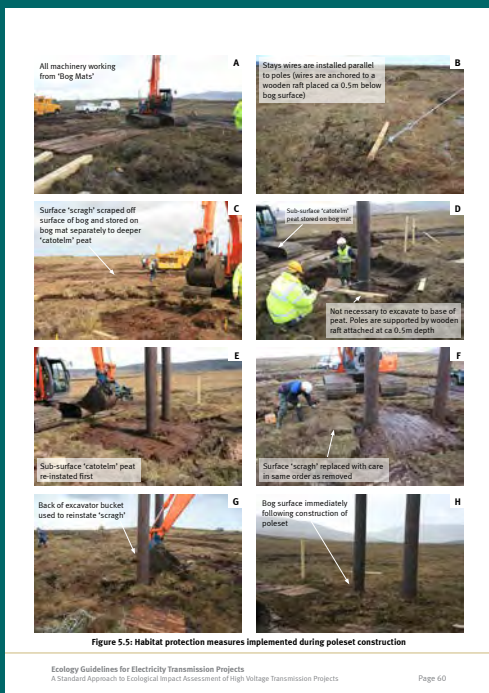 All machinery working
from 'Bog Mats'
A
Stays wires are installed parallel
to poles (wires are anchored to a
wooden raft placed ca 0.5m below
bog surface)
B
Surface 'scragh' scraped off
surface of bog and stored on
bog mat separately to deeper
'catotelm' peat
C
Sub-surface 'catotelm'
peat stored on bog mat
D
Not necessary to excavate to base of
peat. Poles are supported by wooden
raft attached at ca 0.5m depth
E
Sub-surface 'catotelm' peat
re-instated first
F
Surface 'scragh' replaced with care
in same order as removed
Back of excavator bucket
used to reinstate 'scragh'
G
Bog surface immediately
following construction of
poleset
H
Figure 5.5: Habitat protection measures implemented during poleset construction
Ecology Guidelines for Electricity Transmission Projects
A Standard Approach to Ecological Impact Assessment of High Voltage Transmission Projects
Page 60